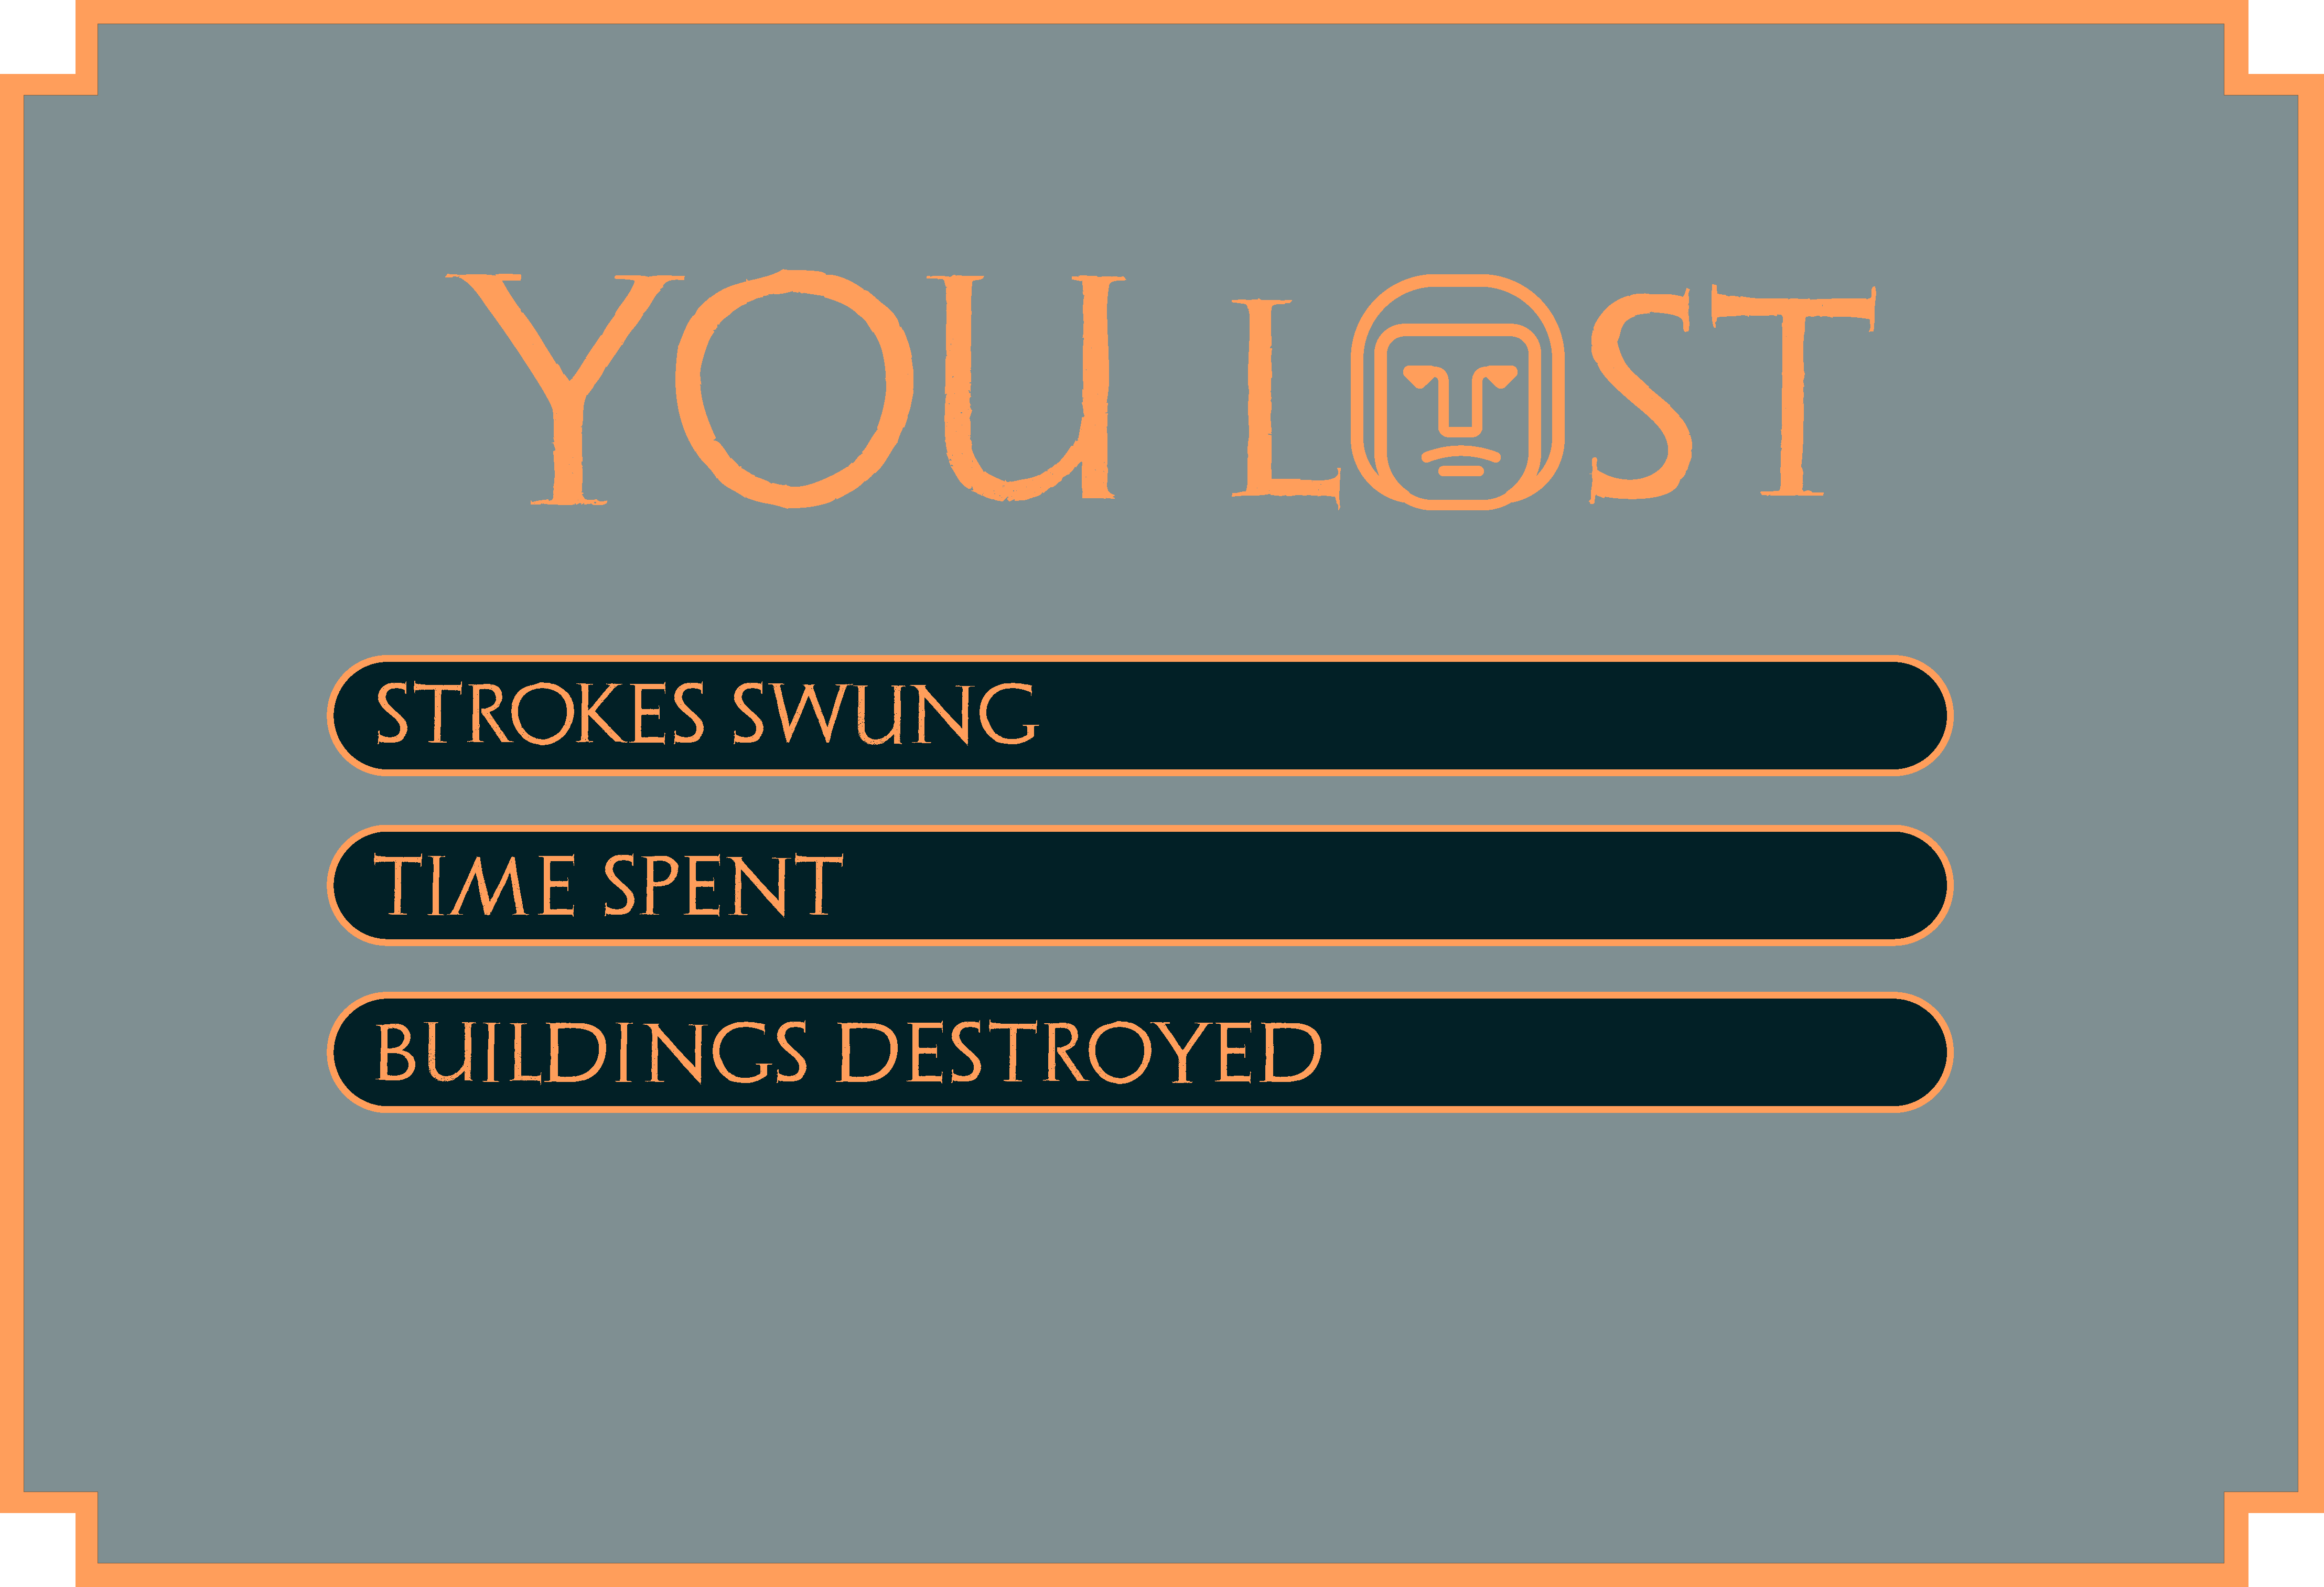 YOU LOST
STROKES SWUNG
TIME SPENT
BUILDINGS DESTROYED